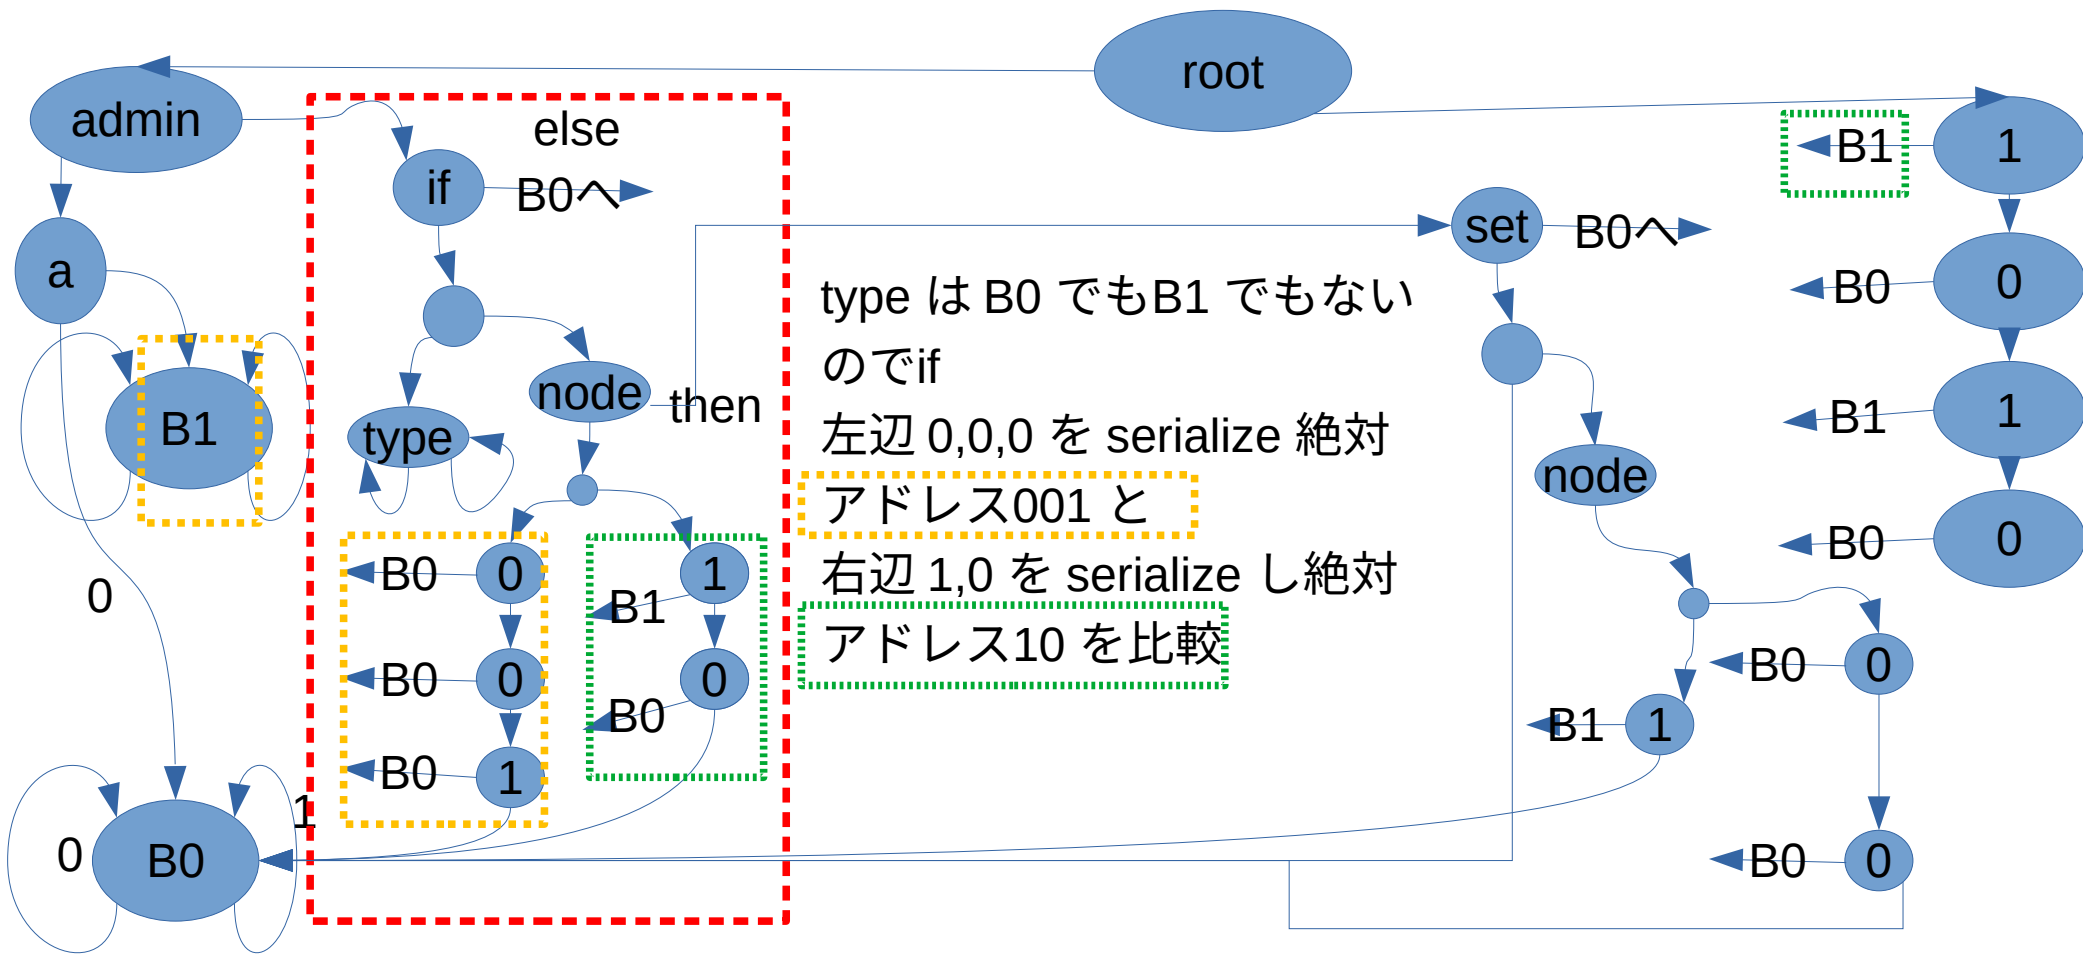 root
admin
else
B1
1
if
B0へ
set
B0へ
a
B0
0
type は B0 でもB1 でもない
のでif
左辺 0,0,0 を serialize 絶対
アドレス001 と
右辺 1,0 を serialize し絶対
アドレス10 を比較
node
then
B1
type
B1
1
node
B0
0
B0
0
1
B1
0
B0
0
0
B0
B0
0
B1
1
B0
1
1
0
B0
B0
0